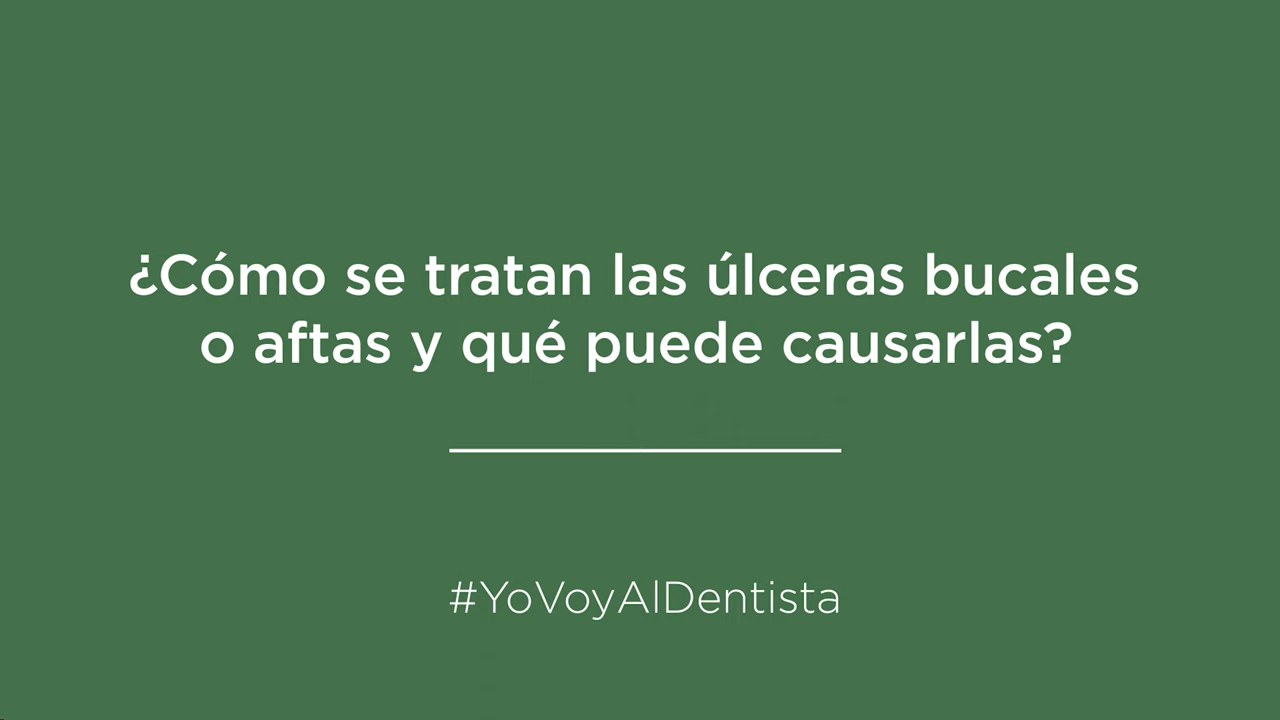 ¿Cómo se tratan las úlceras bucales
o aftas y qué puede causarlas?
#YoVoyAlDentista